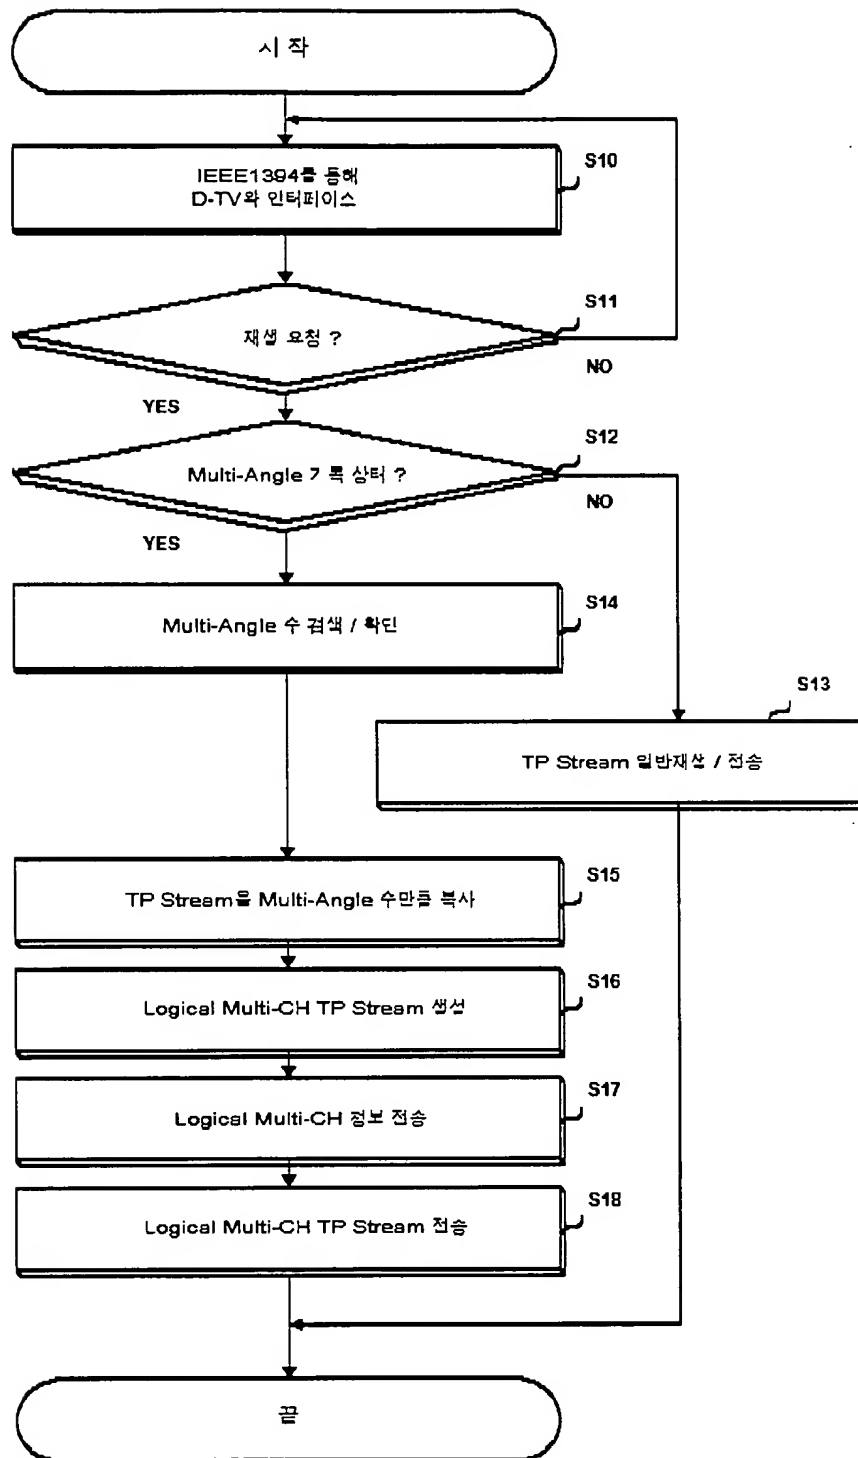 시 작
S10
IEEE1394를 통해
D-TV와 인터페이스
S11
재생 요청 ?
NO
YES
S12
Multi-Angle 기록 상태 ?
NO
YES
S14
Multi-Angle 수 검색 / 확인
S13
TP Stream 일반재생 / 전송
S15
TP Stream을 Multi-Angle 수만큼 복사
S16
Logical Multi-CH TP Stream 생성
S17
Logical Multi-CH 정보 전송
S18
Logical Multi-CH TP Stream 전송
끝